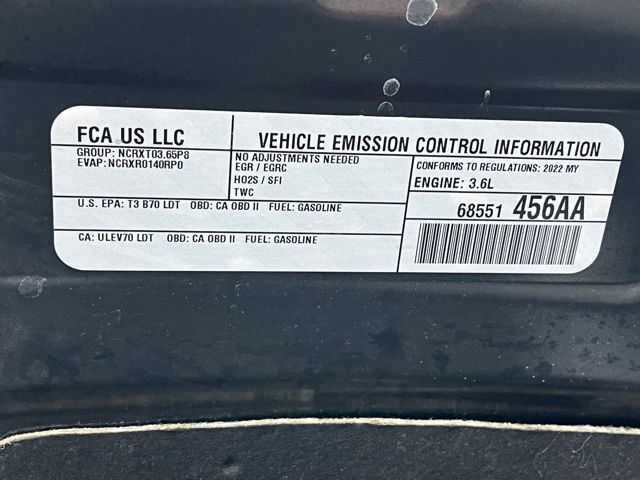 FCA US LLC
GROUP: NCRXT03.65P8
EVAP: NCRXR0140RP0
VEHICLE EMISSION CONTROL INFORMATION
NO ADJUSTMENTS NEEDED
EGR / EGRC
HO2S / SFI
TWC
CONFORMS TO REGULATIONS: 2022 MY
ENGINE: 3.6L
U.S. EPA: T3 B70 LDT OBD: CA OBD II FUEL: GASOLINE
CA: ULEV70 LDT OBD: CA OBD II FUEL: GASOLINE
68551 456AA